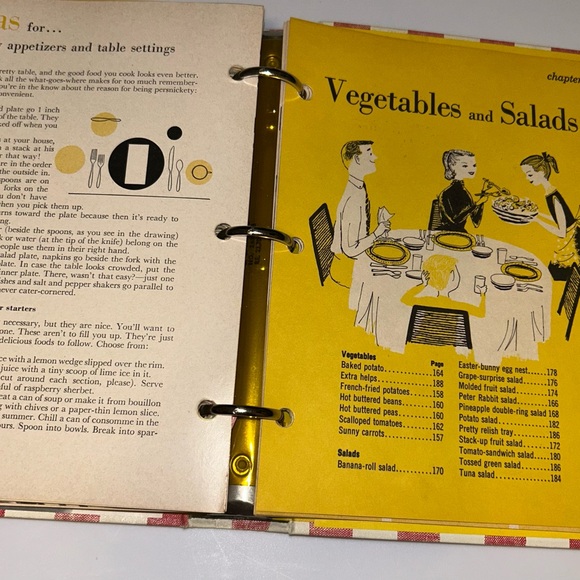 as for...
appetizers and table settings
pretty table, and the good food you cook looks even better.
k all the what-goes-where makes for too much remember-
ou're in the know about the reason for being persnickety:
convenient.
d plate go 1 inch
of the table. They
ked off when you
s at your house,
n a stack at his
r that way!
are in the order
the outside in.
spoons are on
forks on the
ou don't have
when you pick them up.
rns toward the plate because then it's ready to
ng.
r (beside the spoons, as you see in the drawing)
k or water (at the tip of the knife) belong on the
people use them in their right hand.
salad plate, napkins go beside the fork with the
plate. In case the table looks crowded, put the
inner plate. There, wasn't that easy?—just one
shes and salt and pepper shakers go parallel to
never cater-cornered.
r starters
necessary, but they are nice. You'll want to
one. These aren't to fill you up. They're just
delicious foods to follow. Choose from:
ce with a lemon wedge slipped over the rim.
juice with a tiny scoop of lime ice in it.
cut around each section, please). Serve
ful of raspberry sherbet.
eat a can of soup or make it from bouillon
g with chives or a paper-thin lemon slice.
summer. Chill a can of consomme in the
ours. Spoon into bowls. Break into spar-
chapter
Vegetables and Salads
Vegetables Page
Baked potato 164
Extra helps 188
French-fried potatoes 158
Hot buttered beans 160
Hot buttered peas 160
Scalloped tomatoes 162
Sunny carrots 157
Salads
Banana-roll salad 170
Easter-bunny egg nest 178
Grape-surprise salad 176
Molded fruit salad 174
Peter Rabbit salad 166
Pineapple double-ring salad 168
Potato salad 182
Pretty relish tray 186
Stack-up fruit salad 172
Tomato-sandwich salad 180
Tossed green salad 186
Tuna salad 184